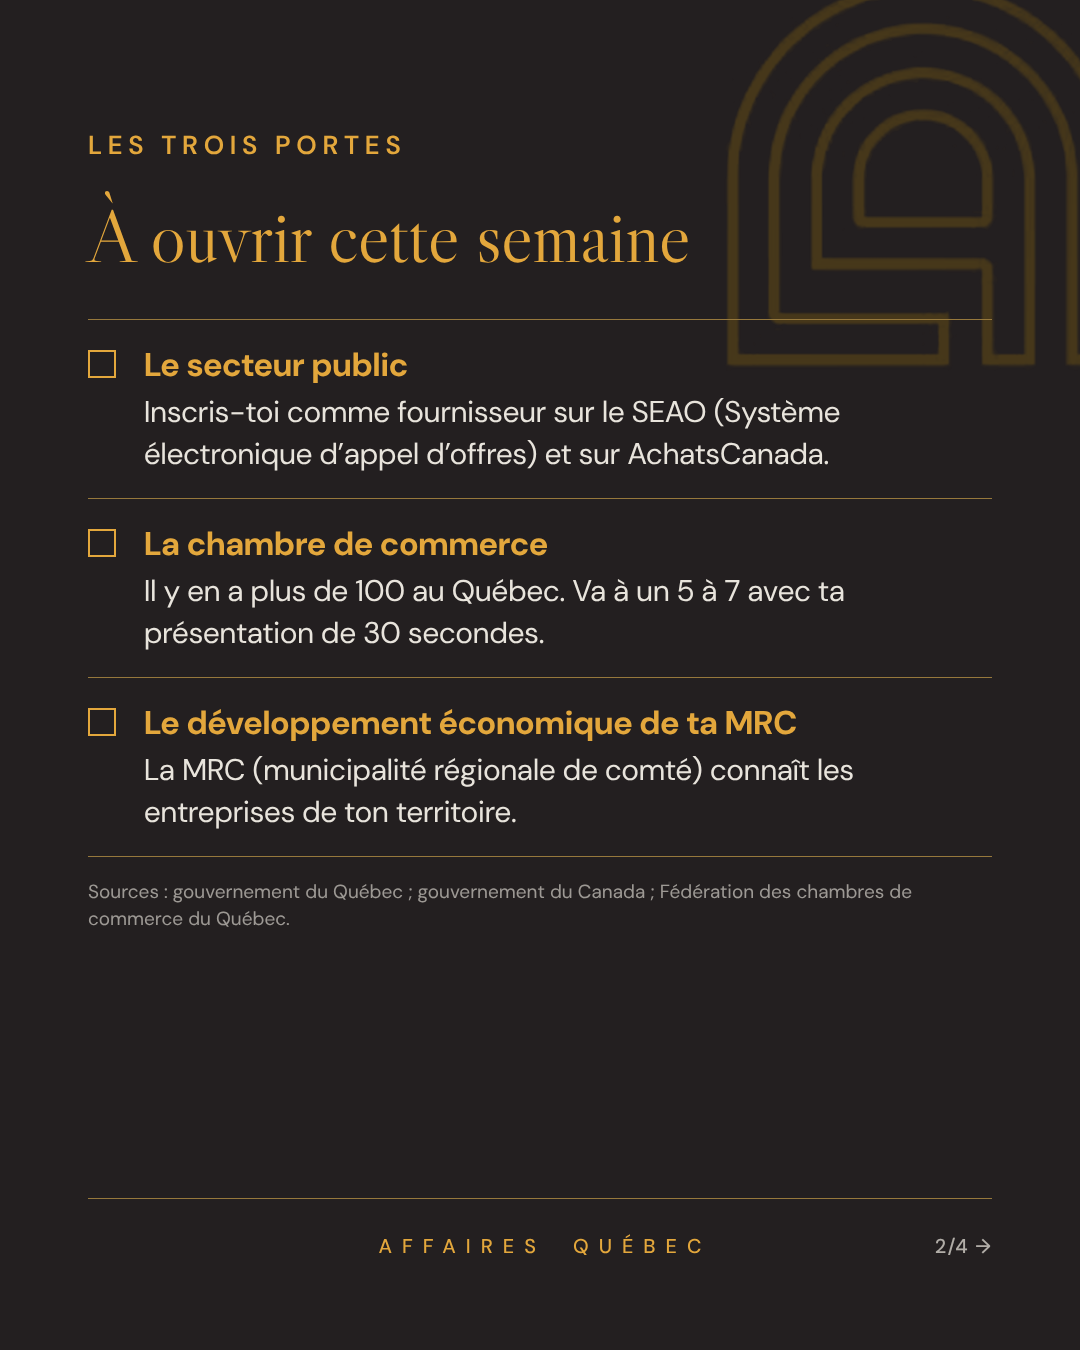 LES TROIS PORTES
À ouvrir cette semaine
Le secteur public
Inscris-toi comme fournisseur sur le SEAO (Système
électronique d’appel d’offres) et sur AchatsCanada.
La chambre de commerce
Il y en a plus de 100 au Québec. Va à un 5 à 7 avec ta
présentation de 30 secondes.
Le développement économique de ta MRC
La MRC (municipalité régionale de comté) connaît les
entreprises de ton territoire.
Sources : gouvernement du Québec ; gouvernement du Canada ; Fédération des chambres de
commerce du Québec.
AFFAIRES QUÉBEC
2/4 →